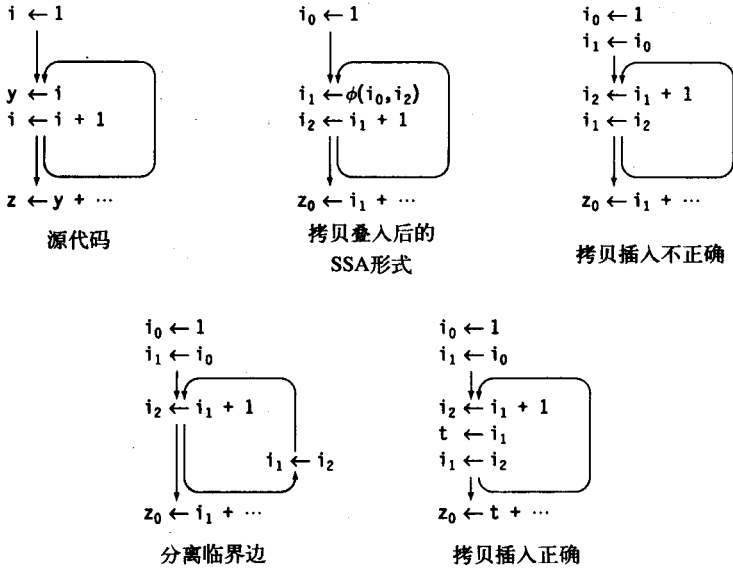 i ← 1
y ← i
i ← i + 1
z ← y + ···
源代码
i₀ ← 1
i₁ ← ϕ(i₀,i₂)
i₂ ← i₁ + 1
z₀ ← i₁ + ···
拷贝叠入后的
SSA形式
i₀ ← 1
i₁ ← i₀
i₂ ← i₁ + 1
i₁ ← i₂
z₀ ← i₁ + ···
拷贝插入不正确
i₀ ← 1
i₁ ← i₀
i₂ ← i₁ + 1
i₁ ← i₂
z₀ ← i₁ + ···
分离临界边
i₀ ← 1
i₁ ← i₀
i₂ ← i₁ + 1
t ← i₁
i₁ ← i₂
z₀ ← t + ···
拷贝插入正确